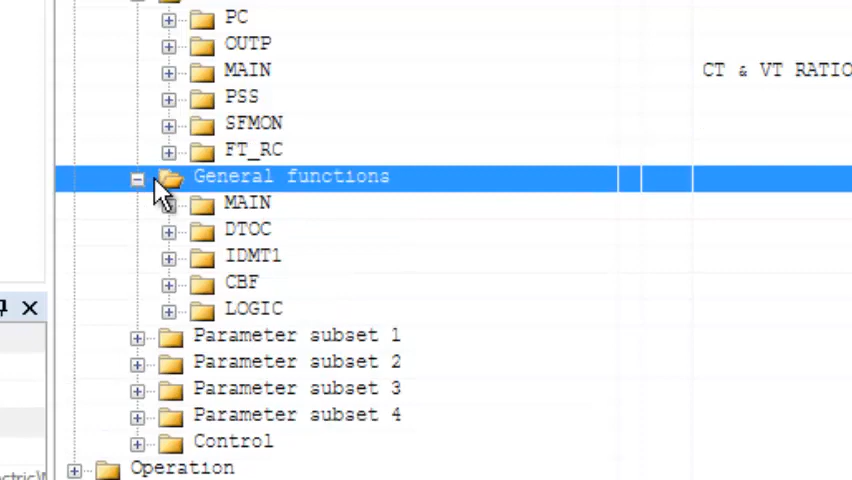 PC
OUTP
MAIN
CT & VT RATIO
PSS
SFMON
FT_RC
General functions
MAIN
DTOC
IDMT1
CBF
LOGIC
Parameter subset 1
Parameter subset 2
Parameter subset 3
Parameter subset 4
Control
Operation